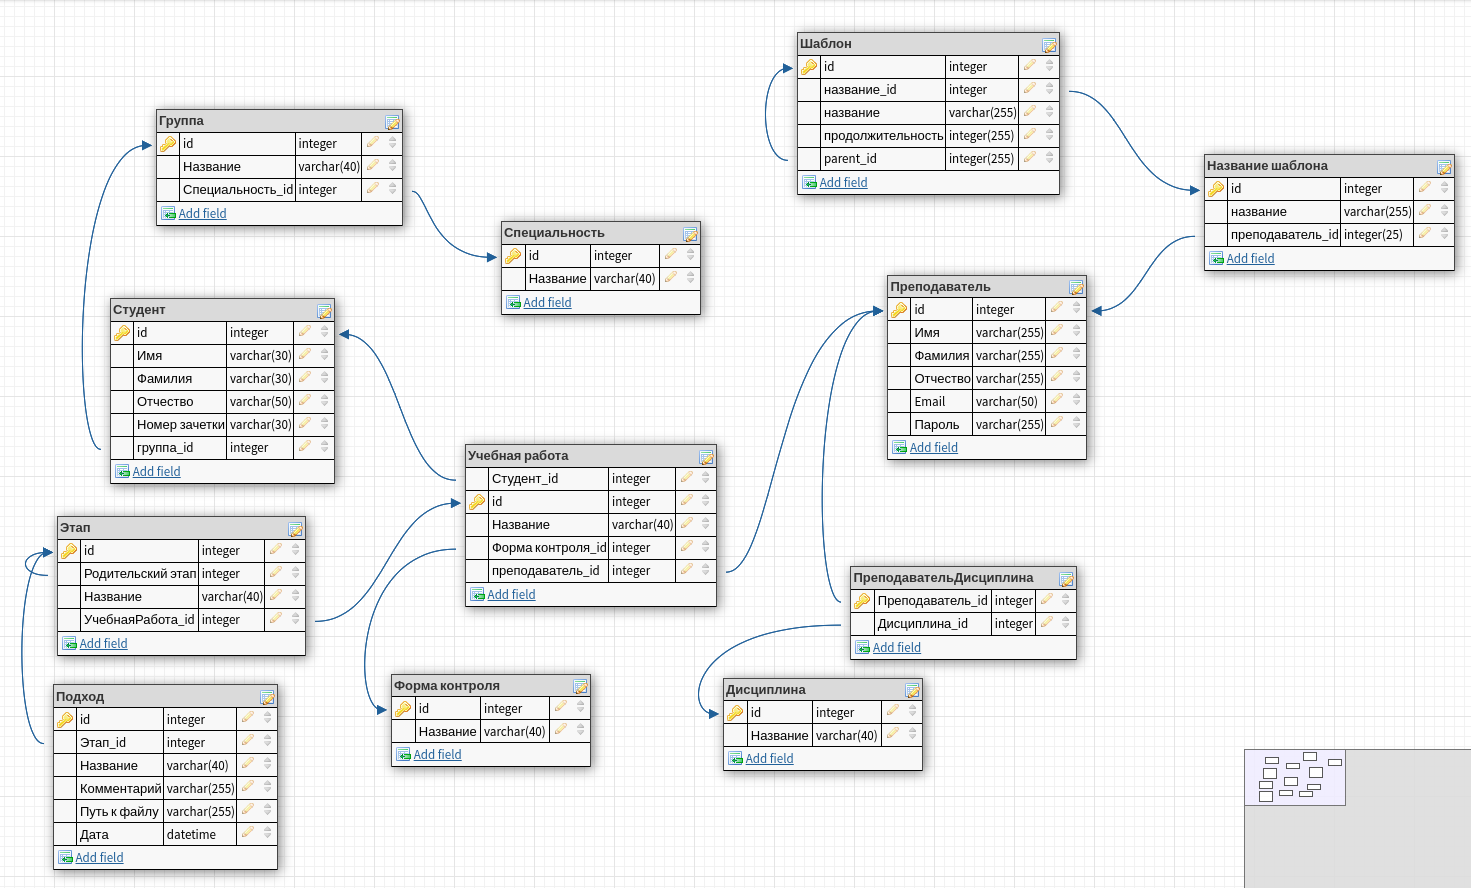 Шаблон
id integer
название_id integer
название varchar(255)
продолжительность integer(255)
parent_id integer(255)
Add field
Группа
id integer
Название varchar(40)
Специальность_id integer
Add field
Название шаблона
id integer
название varchar(255)
преподаватель_id integer(25)
Add field
Специальность
id integer
Название varchar(40)
Add field
Преподаватель
id integer
Имя varchar(255)
Фамилия varchar(255)
Отчество varchar(255)
Email varchar(50)
Пароль varchar(255)
Add field
Студент
id integer
Имя varchar(30)
Фамилия varchar(30)
Отчество varchar(50)
Номер зачетки varchar(30)
группа_id integer
Add field
Учебная работа
Студент_id integer
id integer
Название varchar(40)
Форма контроля_id integer
преподаватель_id integer
Add field
Этап
id integer
Родительский этап integer
Название varchar(40)
УчебнаяРабота_id integer
Add field
ПреподавательДисциплина
Преподаватель_id integer
Дисциплина_id integer
Add field
Форма контроля
id integer
Название varchar(40)
Add field
Дисциплина
id integer
Название varchar(40)
Add field
Подход
id integer
Этап_id integer
Название varchar(40)
Комментарий varchar(255)
Путь к файлу varchar(255)
Дата datetime
Add field